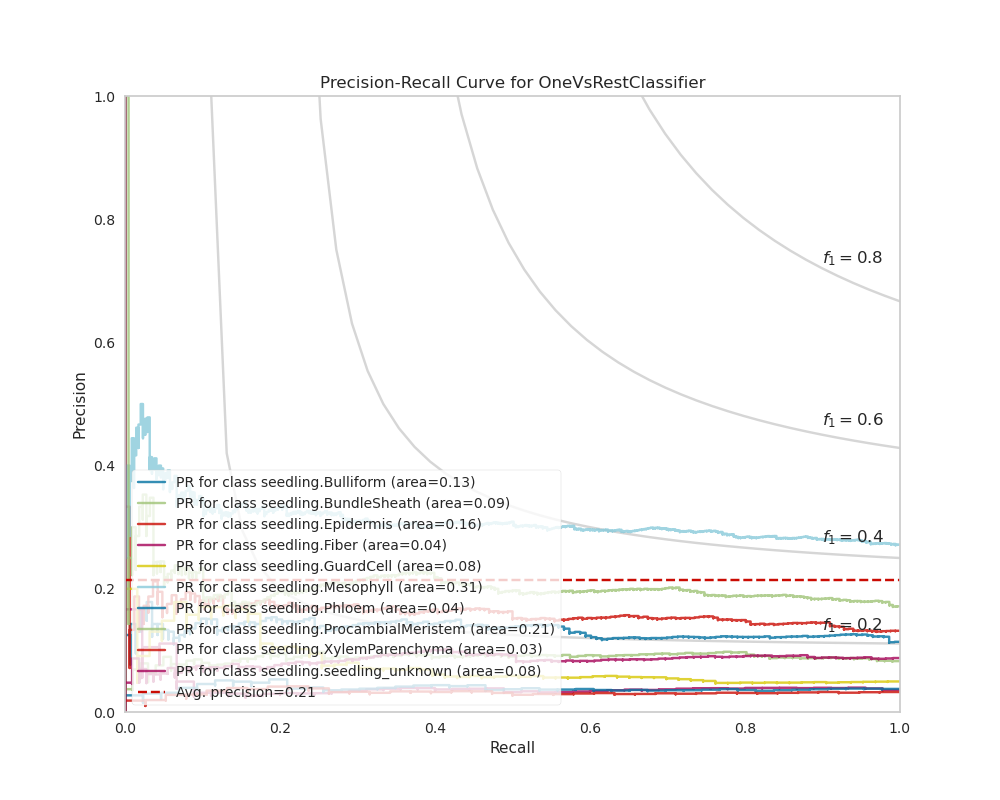 Precision-Recall Curve for OneVsRestClassifier
1.0
0.8
0.6
0.4
0.2
0.0
Precision
f1 = 0.8
f1 = 0.6
f1 = 0.4
f1 = 0.2
PR for class seedling.Bulliform (area=0.13)
PR for class seedling.BundleSheath (area=0.09)
PR for class seedling.Epidermis (area=0.16)
PR for class seedling.Fiber (area=0.04)
PR for class seedling.GuardCell (area=0.08)
PR for class seedling.Mesophyll (area=0.31)
PR for class seedling.Phloem (area=0.04)
PR for class seedling.ProcambialMeristem (area=0.21)
PR for class seedling.XylemParenchyma (area=0.03)
PR for class seedling.seedling_unknown (area=0.08)
Avg. precision=0.21
0.0 0.2 0.4 0.6 0.8 1.0
Recall